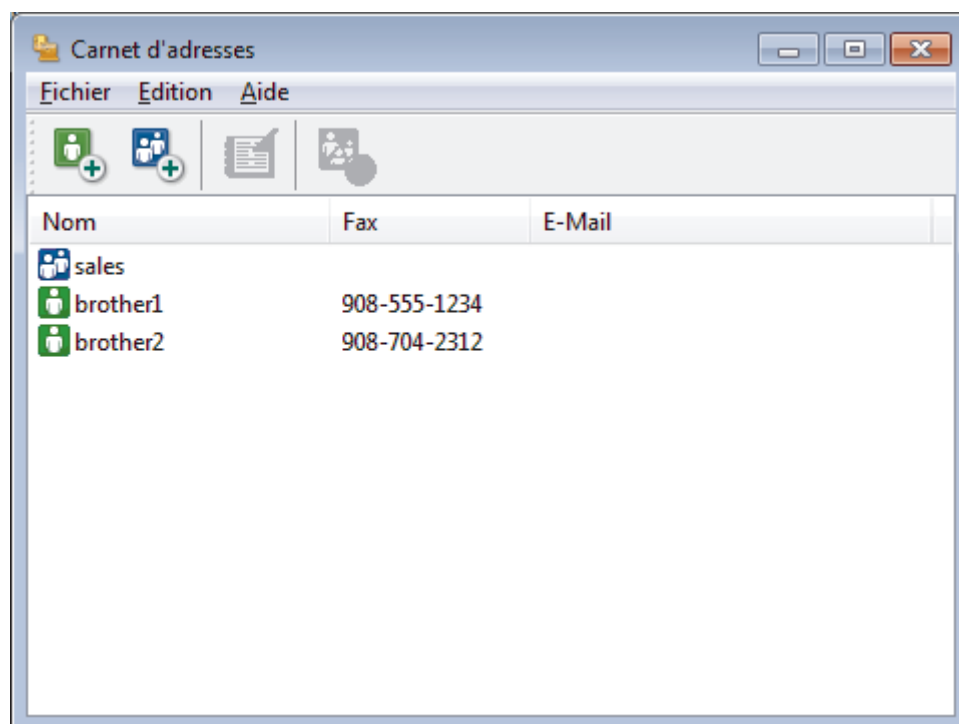 Carnet d'adresses
Fichier Edition Aide
Nom Fax E-Mail
sales
brother1 908-555-1234
brother2 908-704-2312